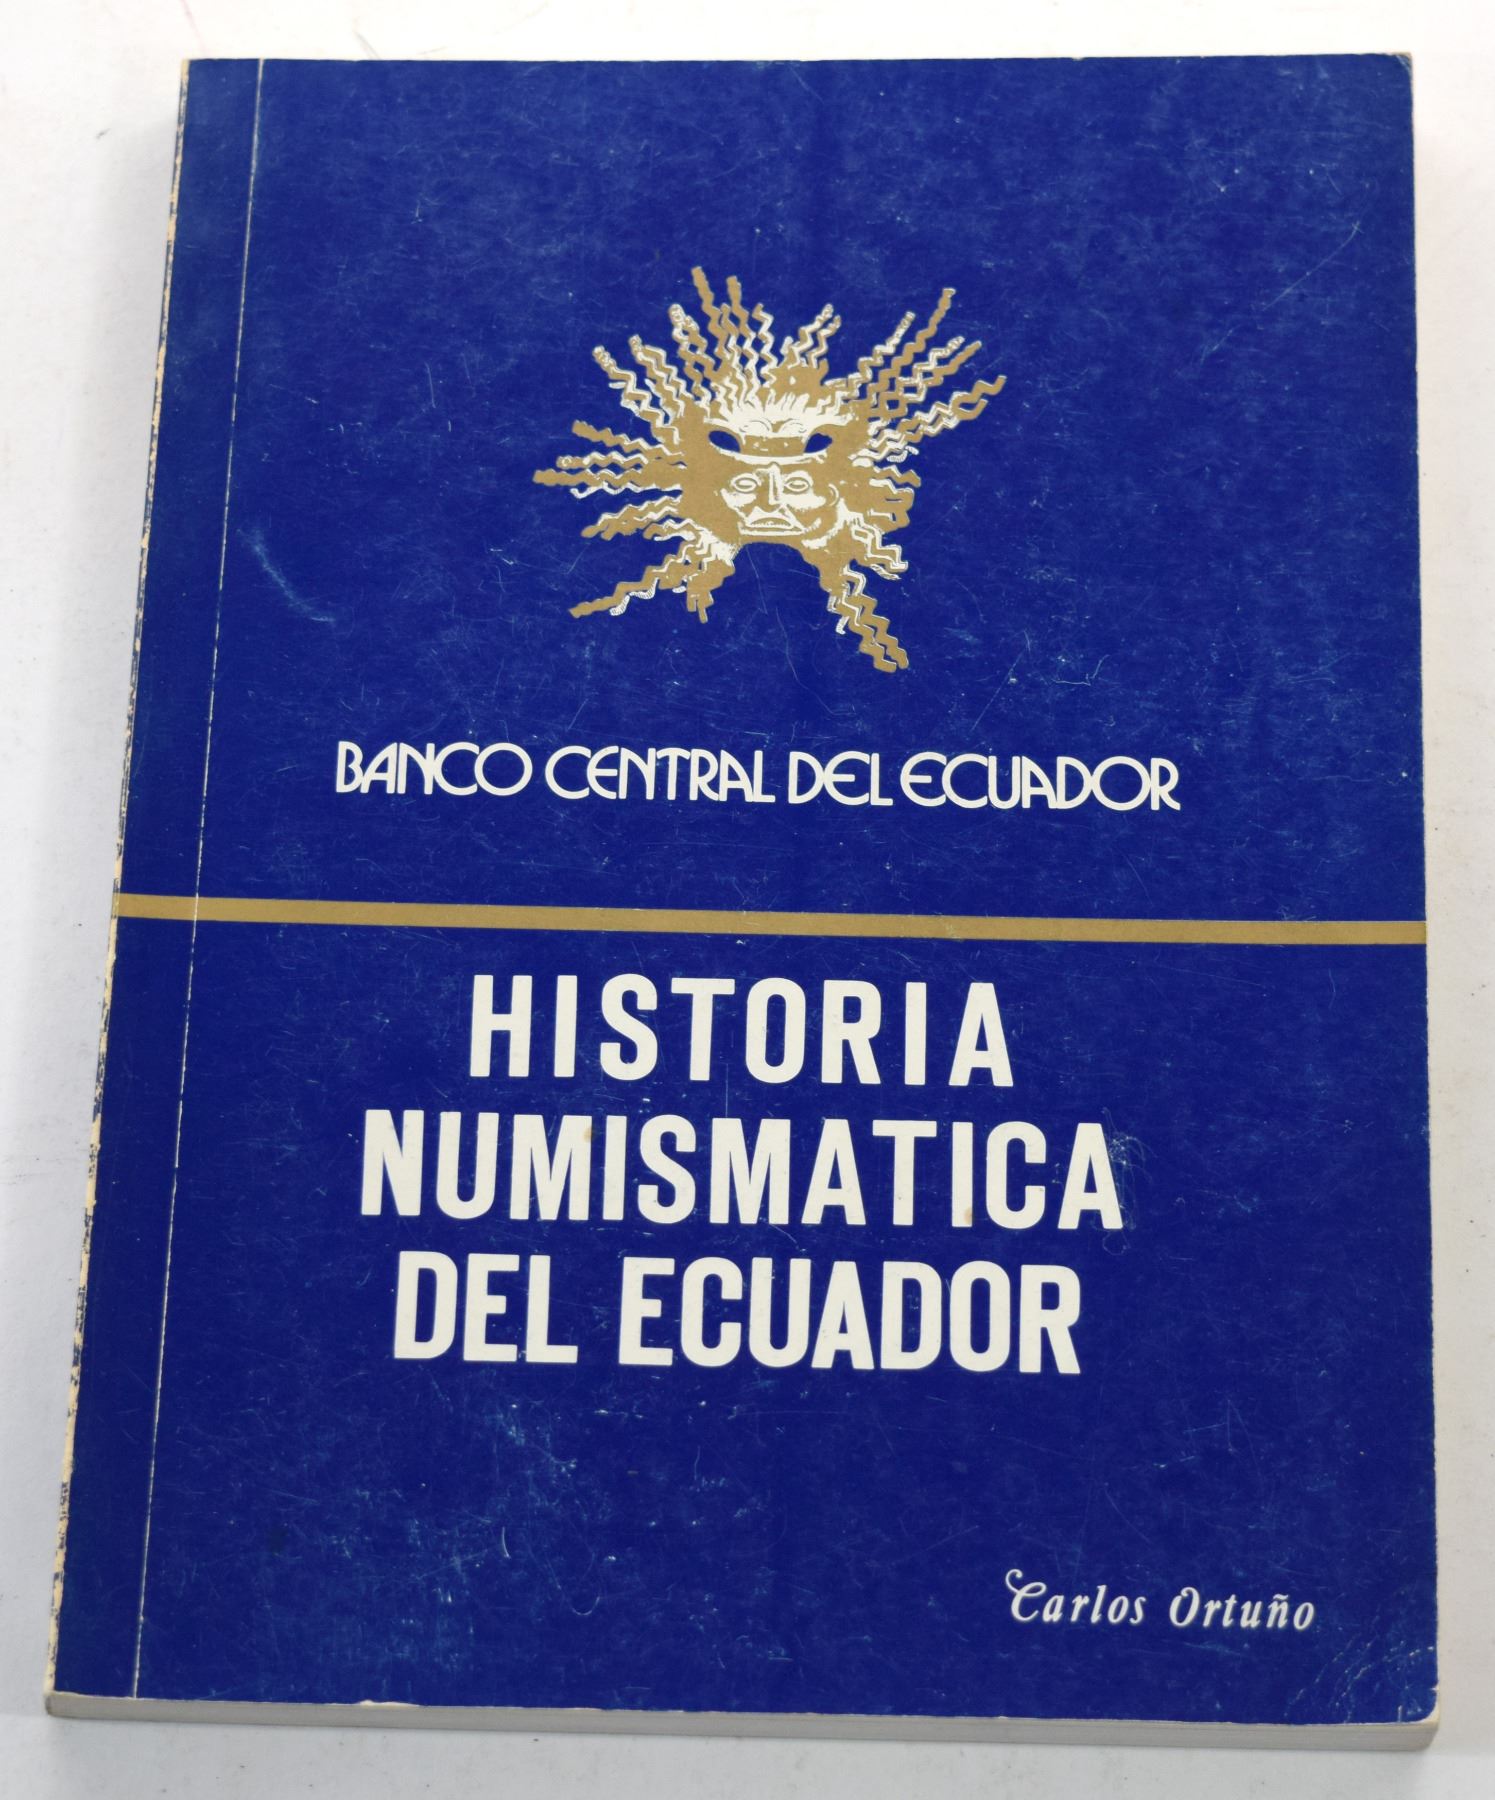 BANCO CENTRAL DEL ECUADOR
HISTORIA
NUMISMATICA
DEL ECUADOR
Carlos Ortuño